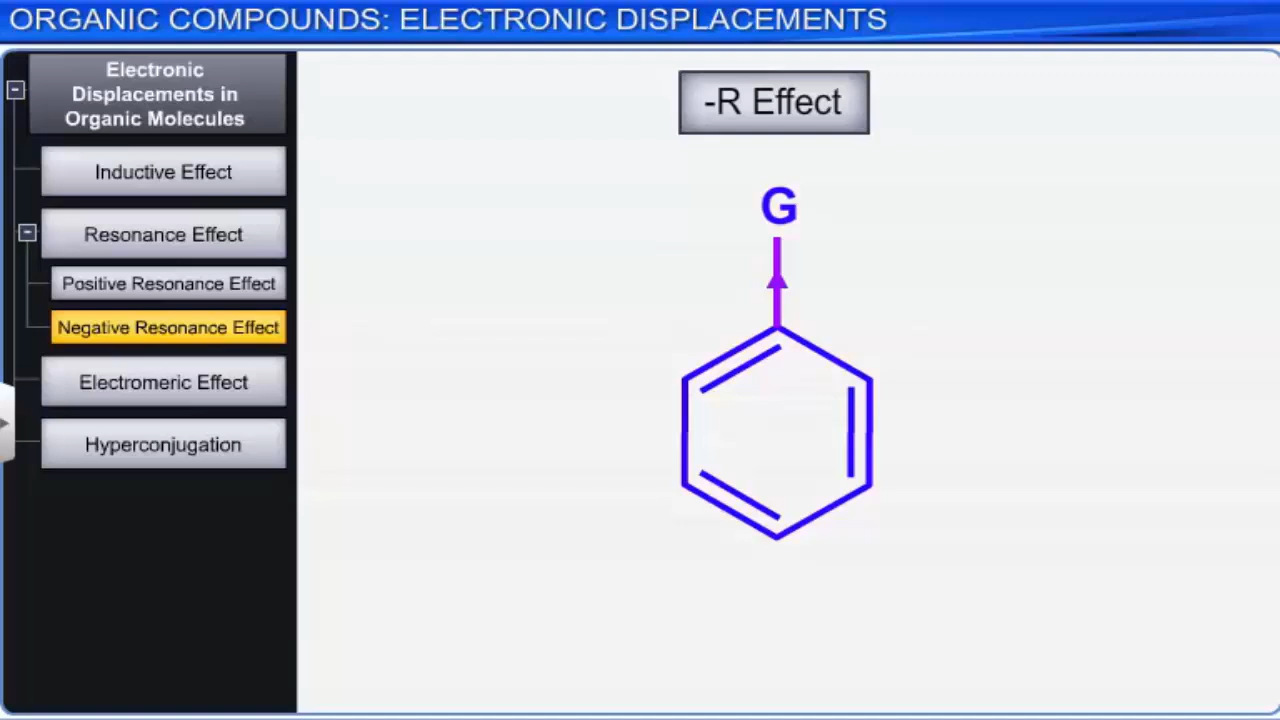 ORGANIC COMPOUNDS: ELECTRONIC DISPLACEMENTS
Electronic
Displacements in
Organic Molecules
Inductive Effect
Resonance Effect
Positive Resonance Effect
Negative Resonance Effect
Electromeric Effect
Hyperconjugation
-R Effect
G